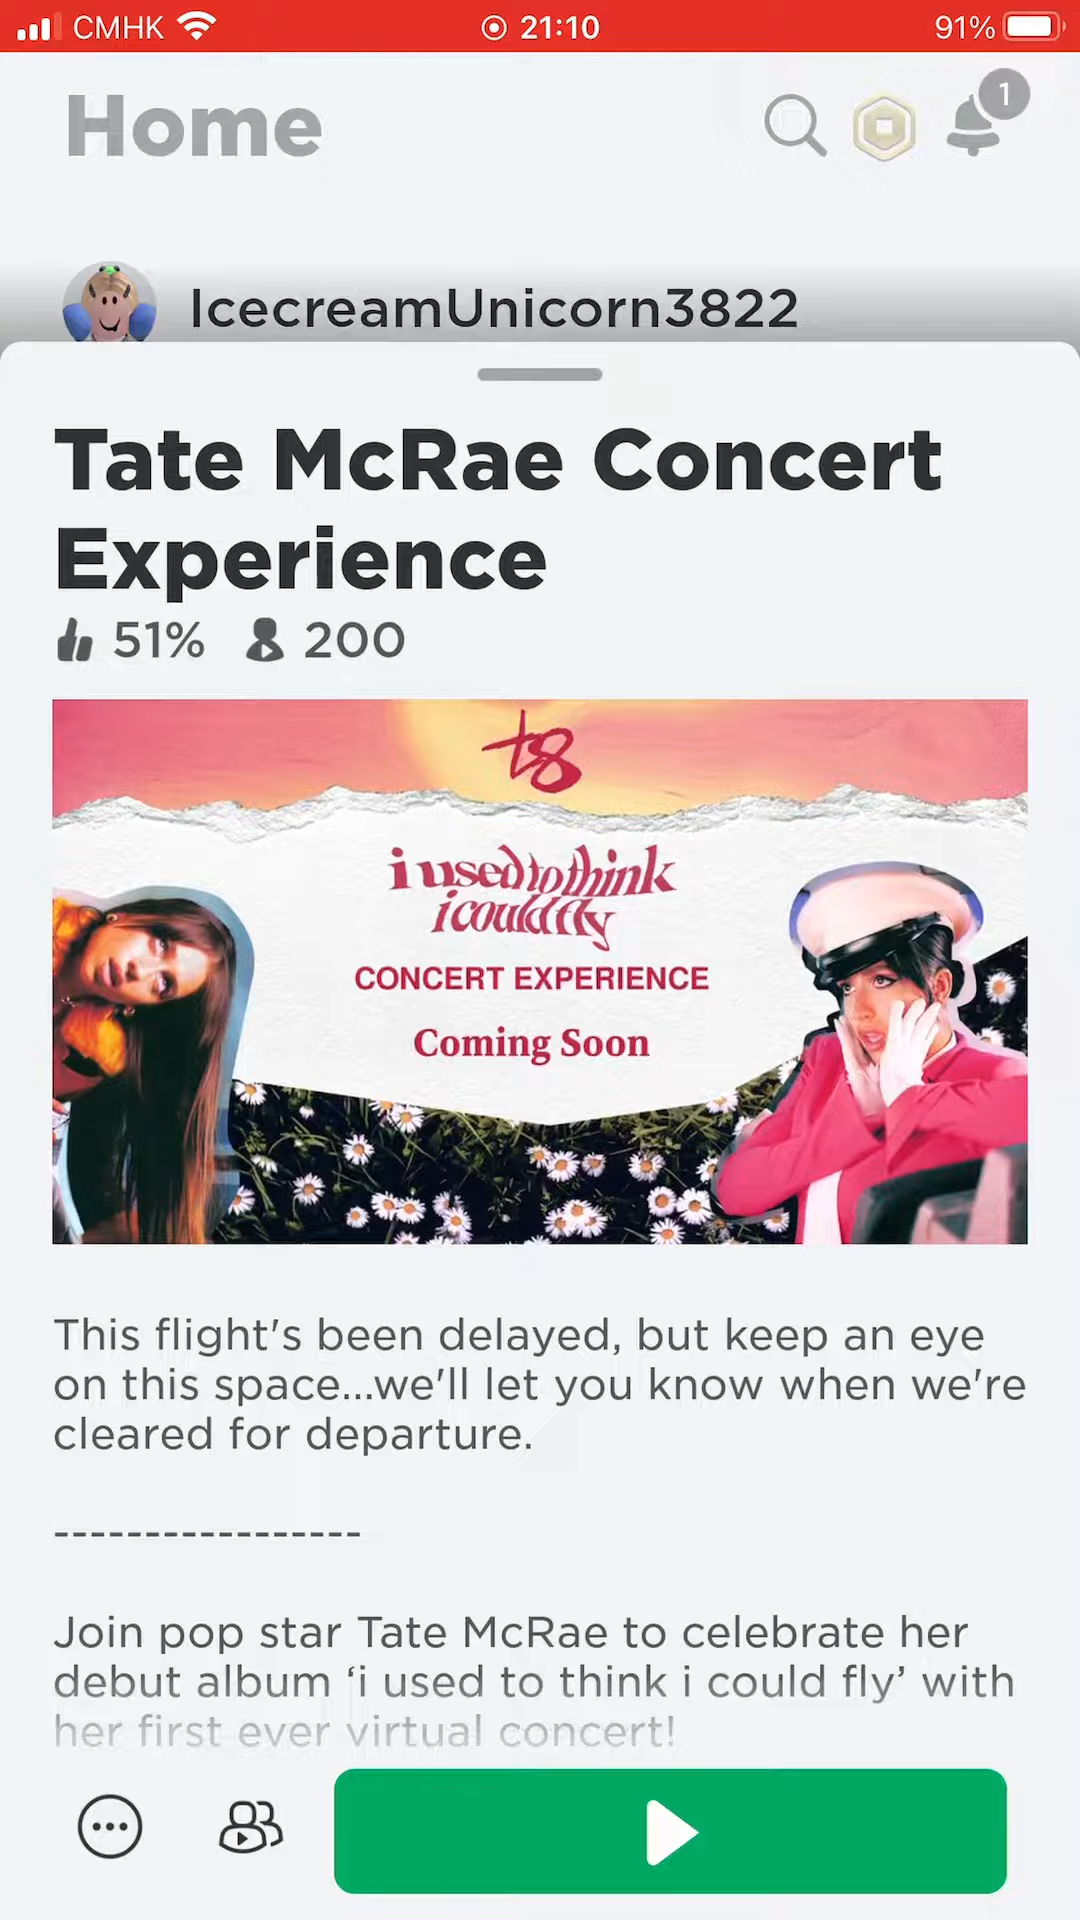 CMHK 21:10 91%
Home
1
IcecreamUnicorn3822
Tate McRae Concert
Experience
51% 200
t8
i used to think
i could fly
CONCERT EXPERIENCE
Coming Soon
This flight's been delayed, but keep an eye
on this space...we'll let you know when we're
cleared for departure.
-----------------
Join pop star Tate McRae to celebrate her
debut album ‘i used to think i could fly’ with
her first ever virtual concert!